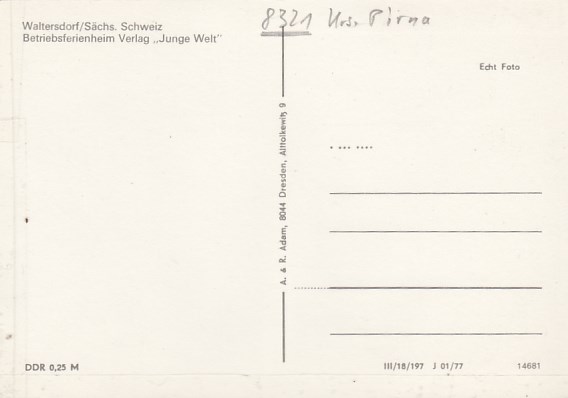 Waltersdorf/Sächs. Schweiz
Betriebsferienheim Verlag „Junge Welt"
8321 Krs. Pirna
Echt Foto
A. & R. Adam, 8044 Dresden, Alttolkewitz 9
DDR 0,25 M
III/18/197 J 01/77
14681